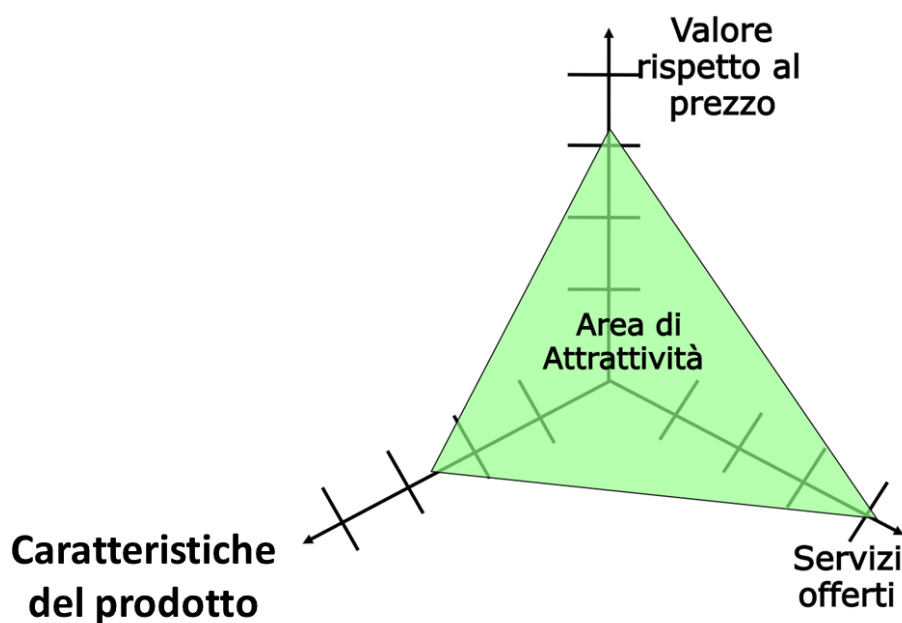 Valore
rispetto al
prezzo
Area di
Attrattività
Caratteristiche
del prodotto
Servizi
offerti